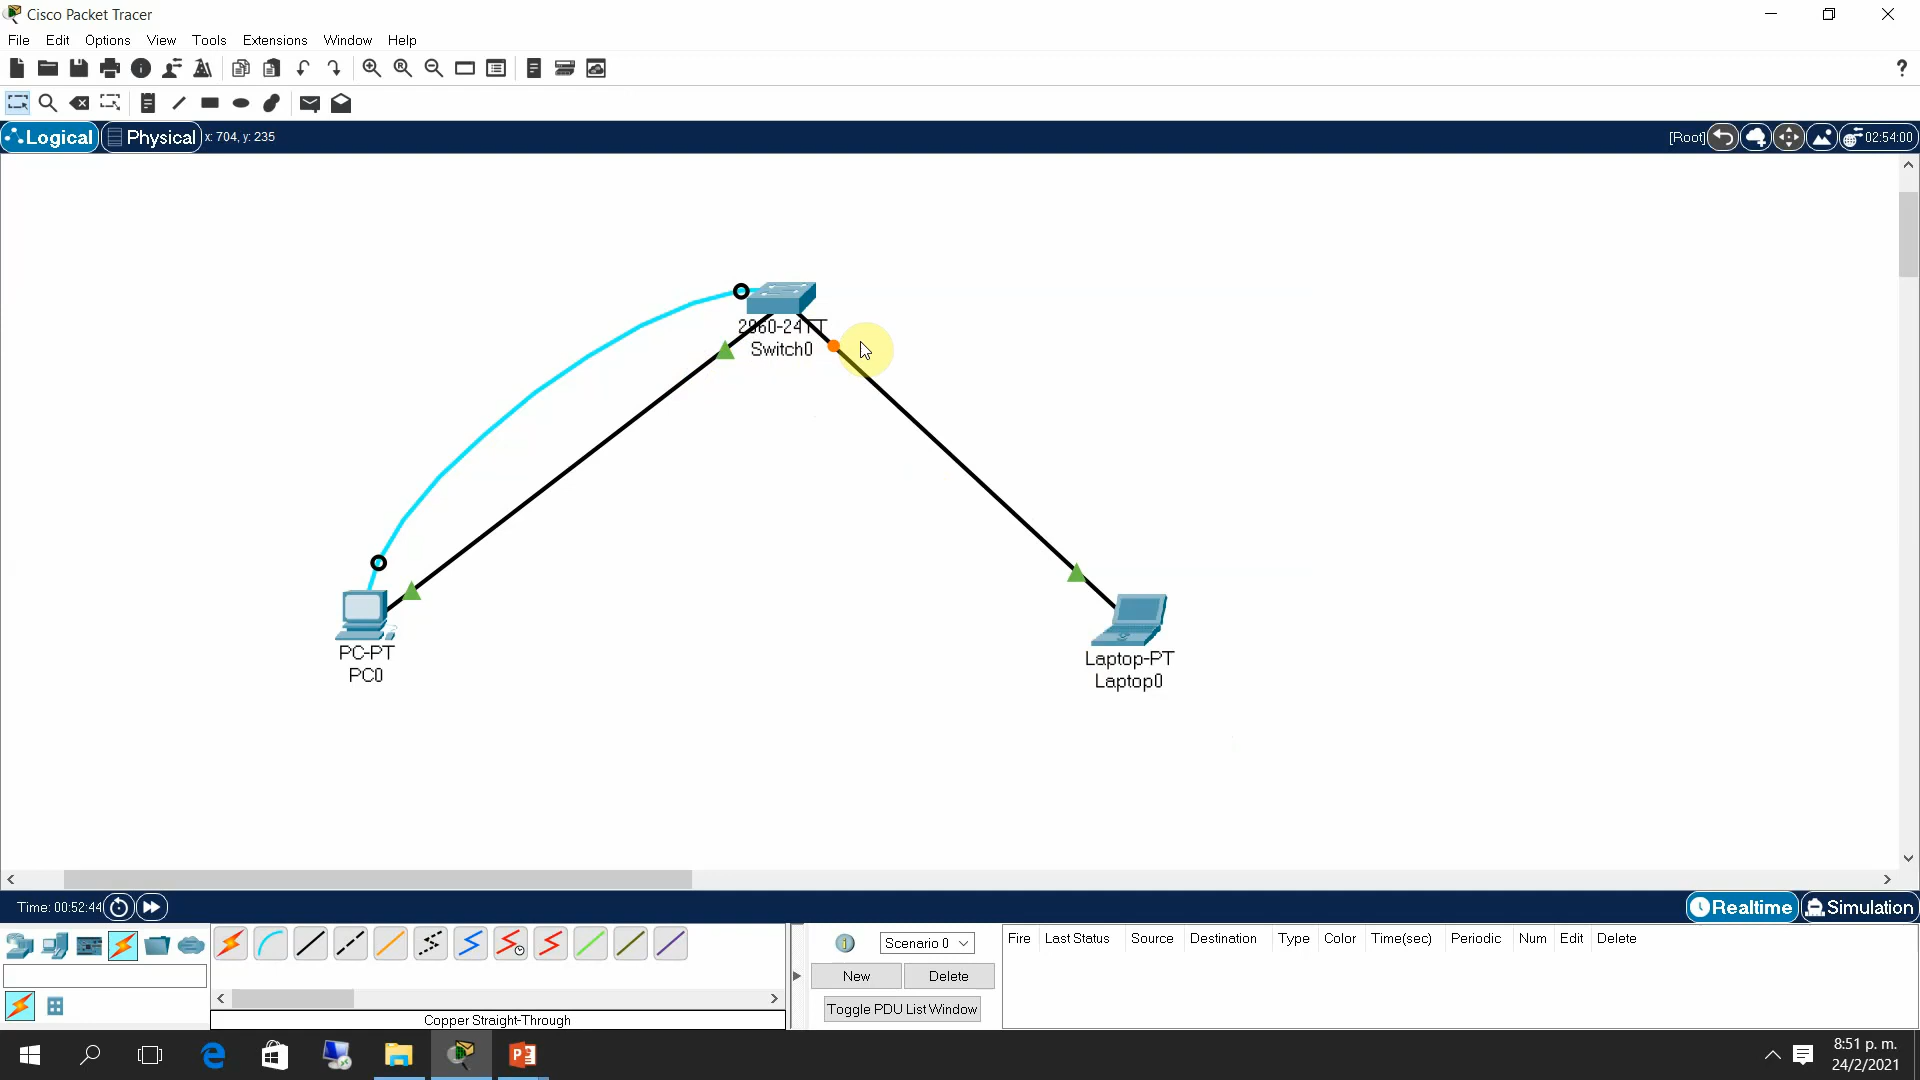 Cisco Packet Tracer
File Edit Options View Tools Extensions Window Help
?
Logical Physical x: 704, y: 235 [Root] 02:54:00
2960-24TT
Switch0
PC-PT
PC0
Laptop-PT
Laptop0
Time: 00:52:44 Realtime Simulation
Scenario 0
Fire Last Status Source Destination Type Color Time(sec) Periodic Num Edit Delete
New Delete
Toggle PDU List Window
Copper Straight-Through
8:51 p. m.
24/2/2021